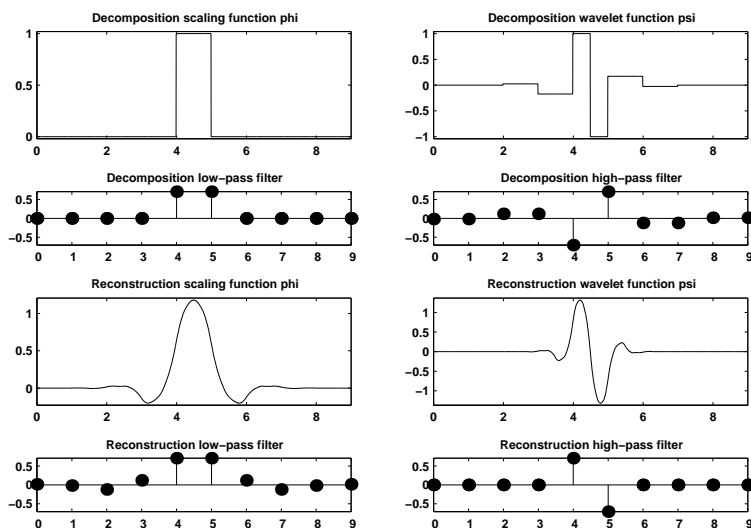 Decomposition scaling function phi
1
0.5
0
0 2 4 6 8
Decomposition wavelet function psi
1
0.5
0
−0.5
−1
0 2 4 6 8
Decomposition low−pass filter
0.5
0
−0.5
0 1 2 3 4 5 6 7 8 9
Decomposition high−pass filter
0.5
0
−0.5
0 1 2 3 4 5 6 7 8 9
Reconstruction scaling function phi
1
0.5
0
0 2 4 6 8
Reconstruction wavelet function psi
1
0.5
0
−0.5
−1
0 2 4 6 8
Reconstruction low−pass filter
0.5
0
−0.5
0 1 2 3 4 5 6 7 8 9
Reconstruction high−pass filter
0.5
0
−0.5
0 1 2 3 4 5 6 7 8 9